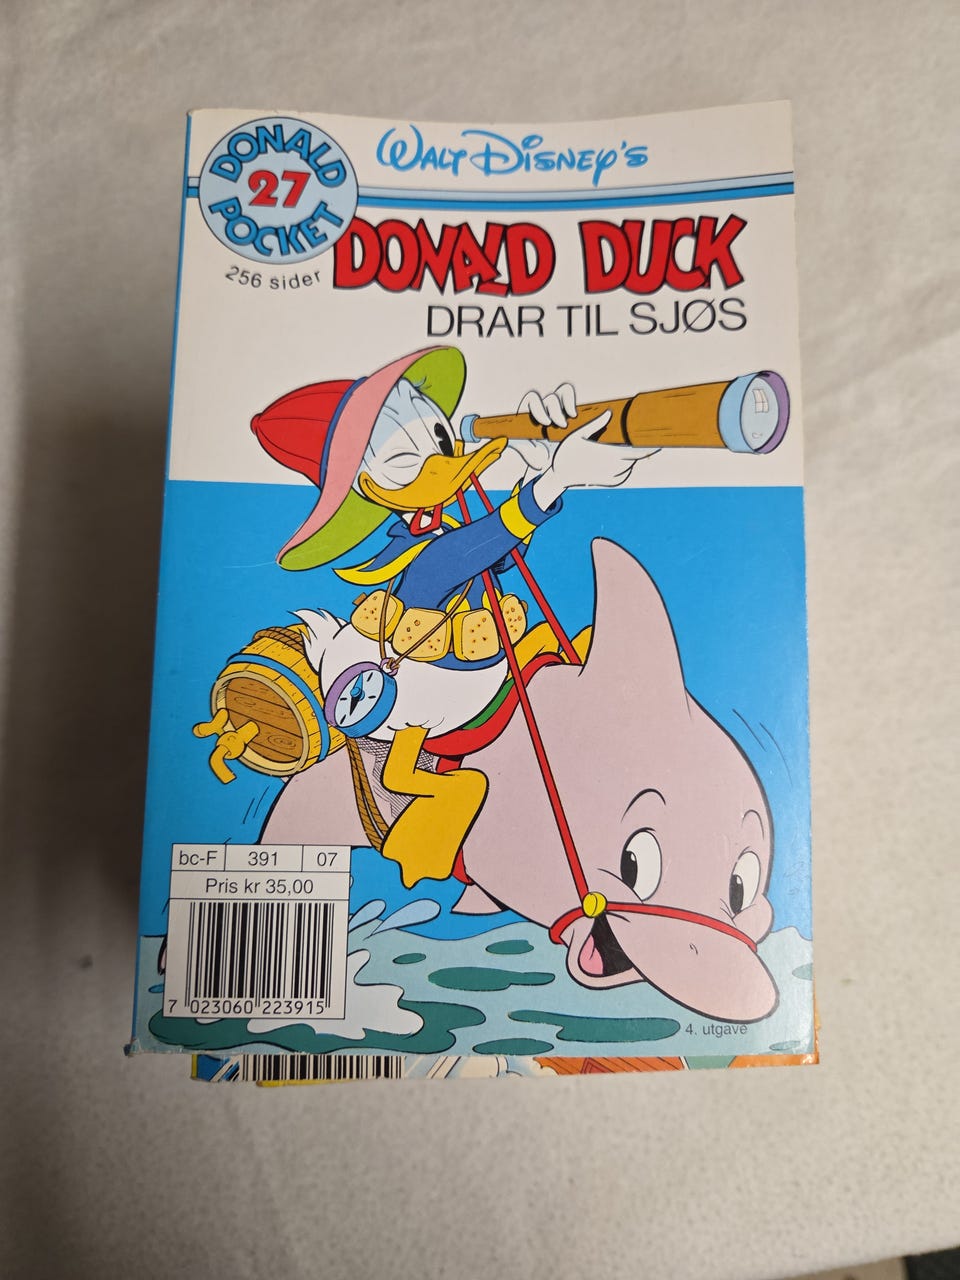 DONALD
27
POCKET
256 sider
WALT DISNEY'S
DONALD DUCK
DRAR TIL SJØS
bc-F 391 07
Pris kr 35,00
7 023060 223915
4. utgave